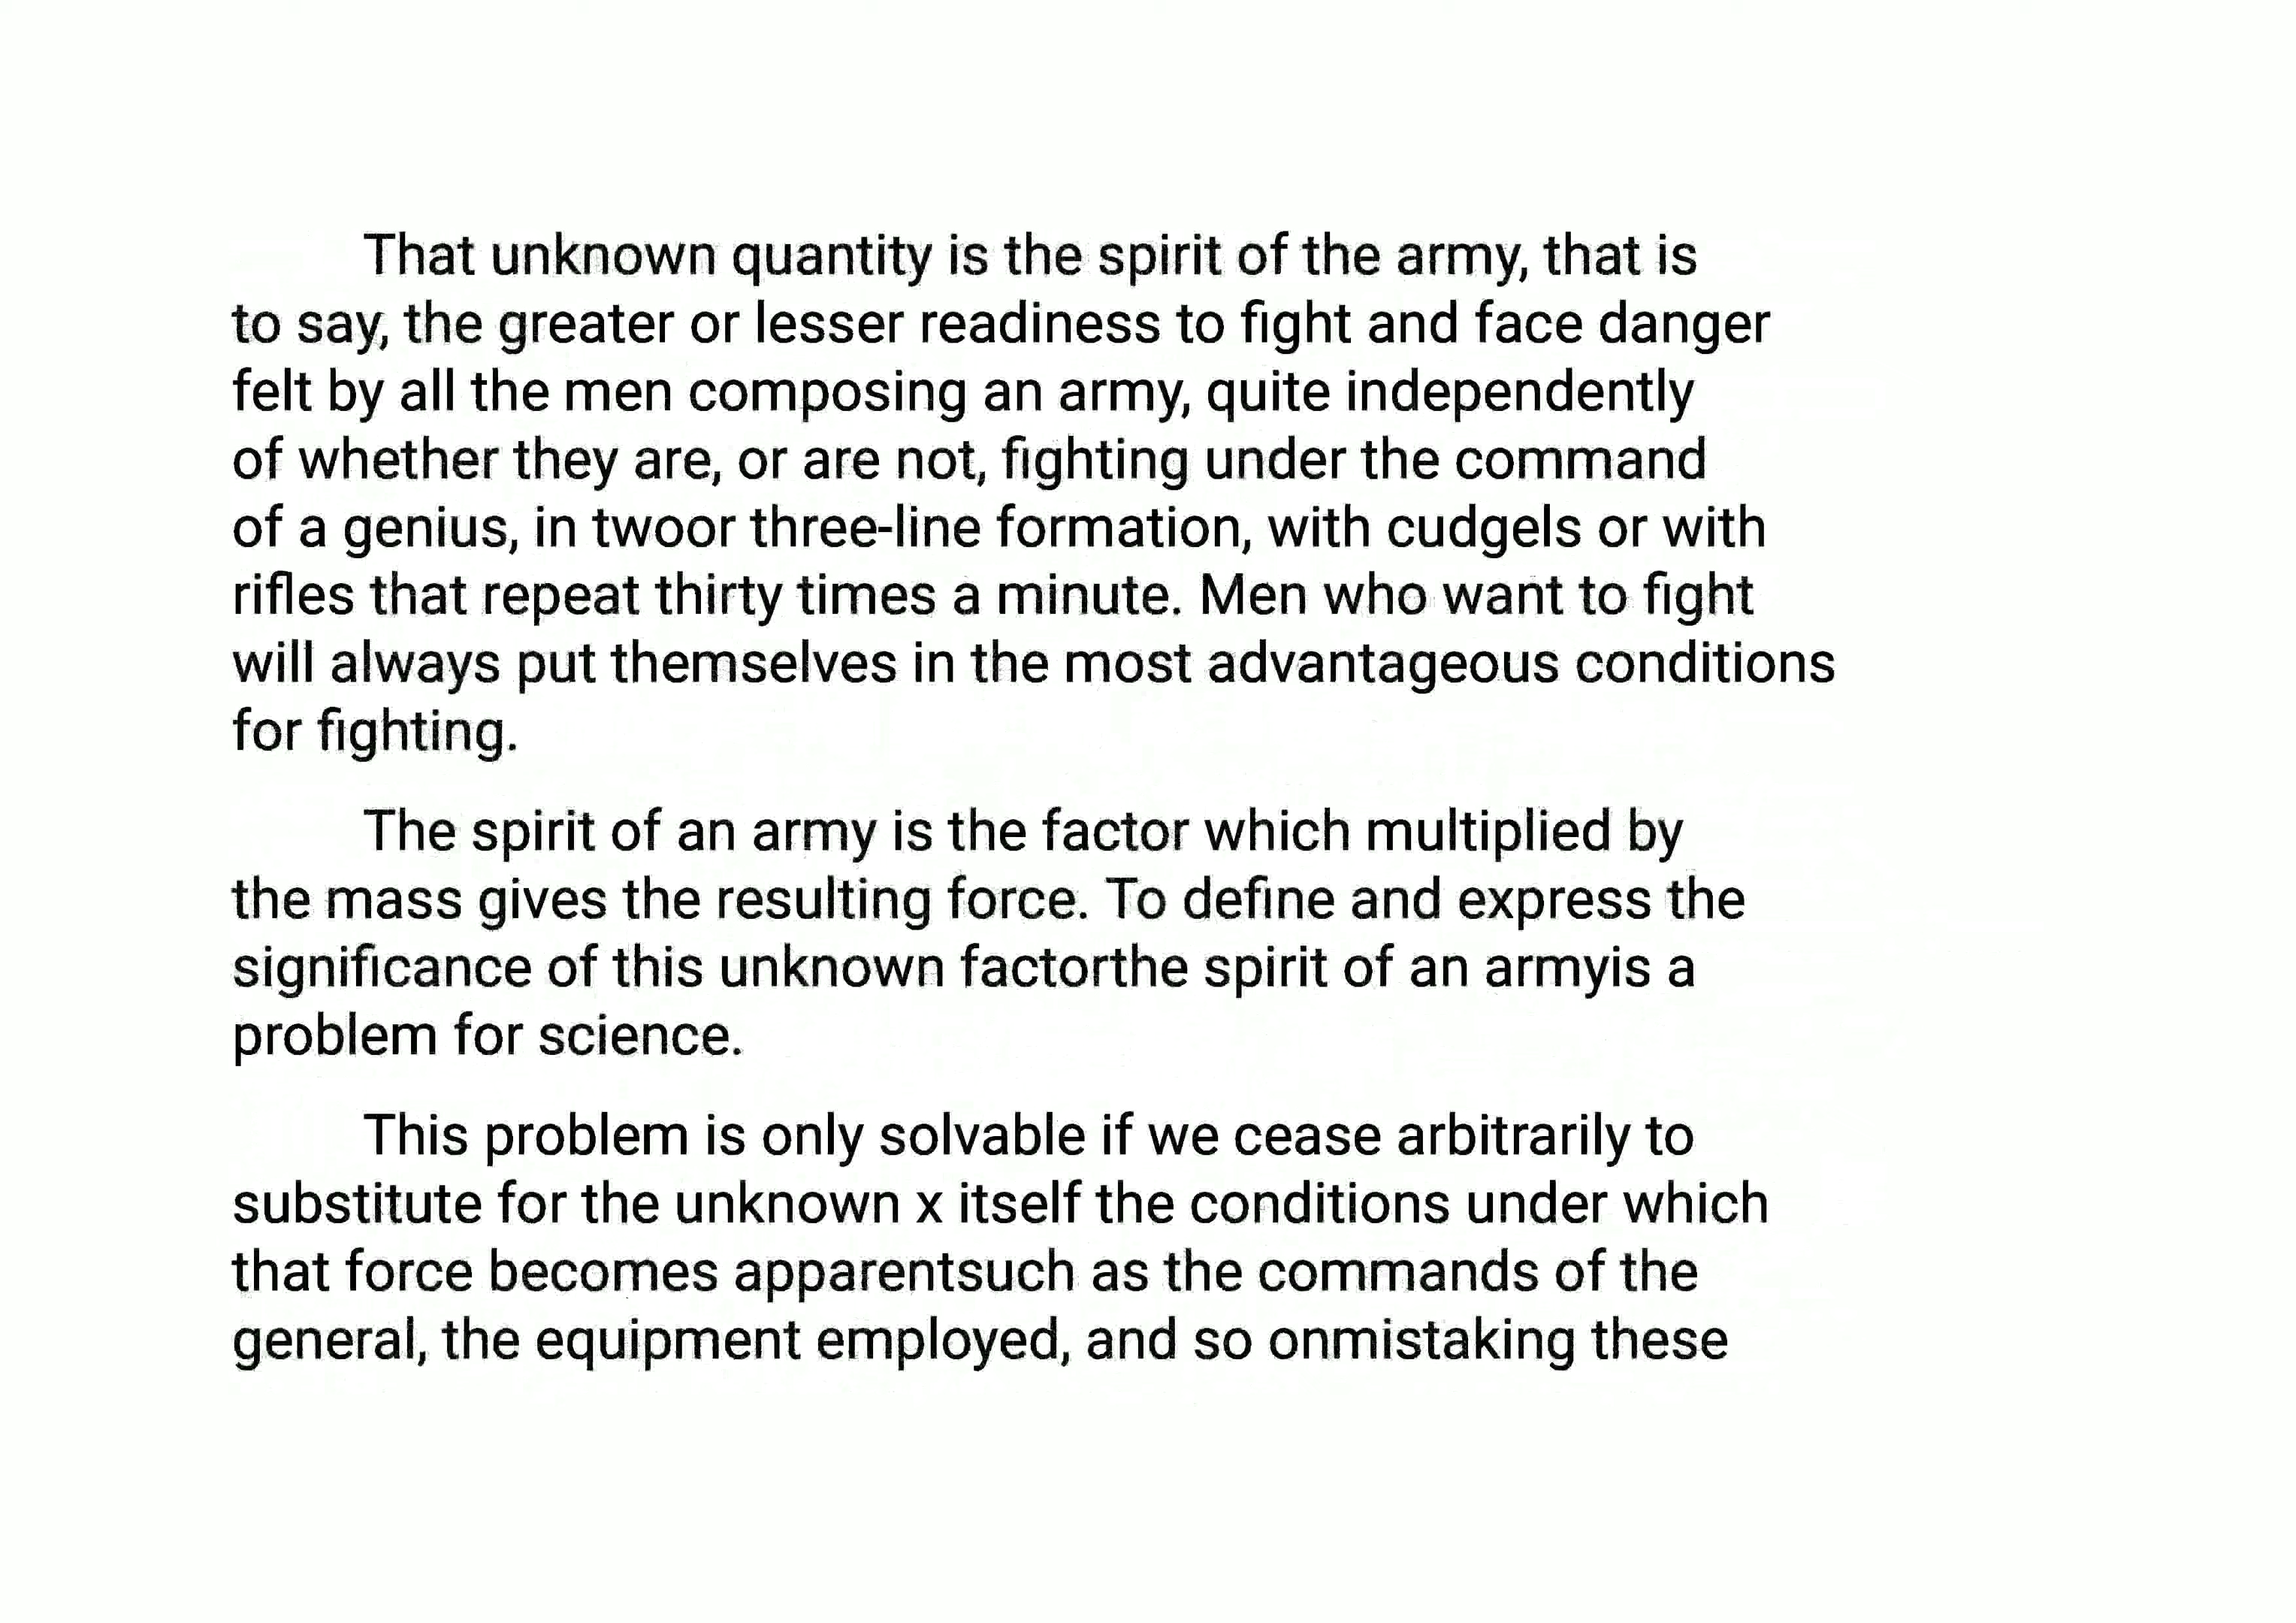 That unknown quantity is the spirit of the army, that is
to say, the greater or lesser readiness to fight and face danger
felt by all the men composing an army, quite independently
of whether they are, or are not, fighting under the command
of a genius, in twoor three-line formation, with cudgels or with
rifles that repeat thirty times a minute. Men who want to fight
will always put themselves in the most advantageous conditions
for fighting.
The spirit of an army is the factor which multiplied by
the mass gives the resulting force. To define and express the
significance of this unknown factorthe spirit of an armyis a
problem for science.
This problem is only solvable if we cease arbitrarily to
substitute for the unknown x itself the conditions under which
that force becomes apparentsuch as the commands of the
general, the equipment employed, and so onmistaking these